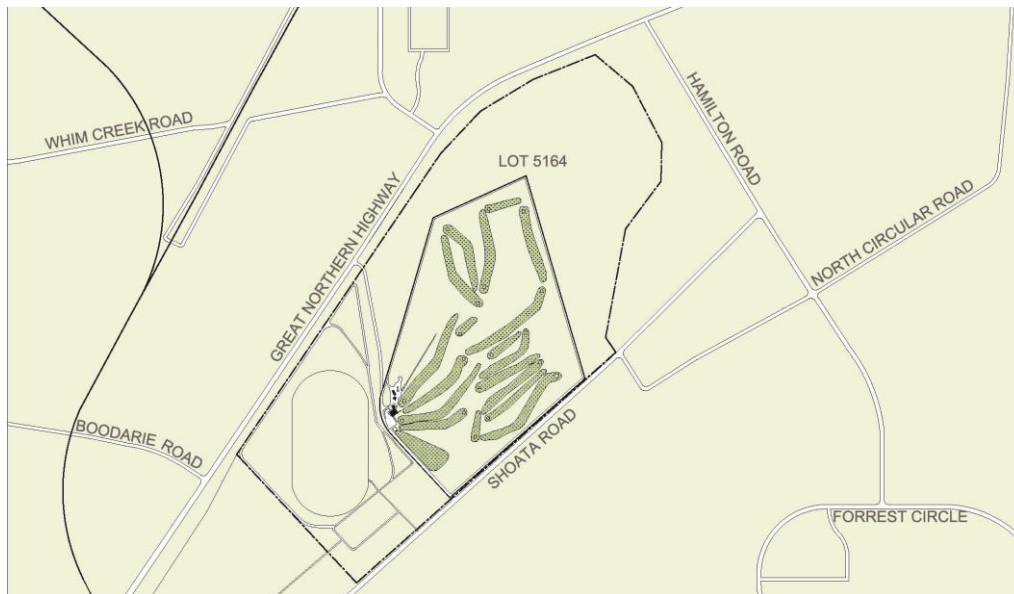 HAMILTON ROAD
WHIM CREEK ROAD
LOT 5164
GREAT NORTHERN HIGHWAY
NORTH CIRCULAR ROAD
BOODARIE ROAD
SHOATA ROAD
FORREST CIRCLE